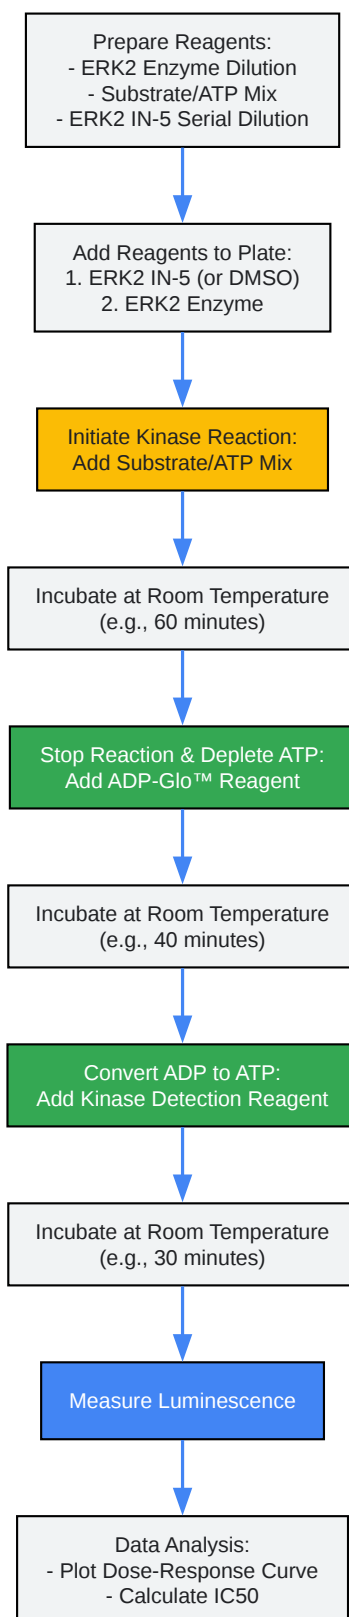 Prepare Reagents:
- ERK2 Enzyme Dilution
- Substrate/ATP Mix
- ERK2 IN-5 Serial Dilution
Add Reagents to Plate:
1. ERK2 IN-5 (or DMSO)
2. ERK2 Enzyme
Initiate Kinase Reaction:
Add Substrate/ATP Mix
Incubate at Room Temperature
(e.g., 60 minutes)
Stop Reaction & Deplete ATP:
Add ADP-Glo™ Reagent
Incubate at Room Temperature
(e.g., 40 minutes)
Convert ADP to ATP:
Add Kinase Detection Reagent
Incubate at Room Temperature
(e.g., 30 minutes)
Measure Luminescence
Data Analysis:
- Plot Dose-Response Curve
- Calculate IC50